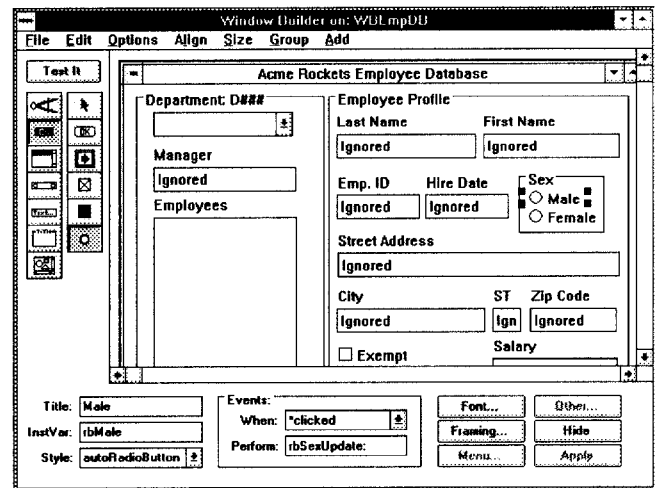 Window Builder on: WBEmpDB
File Edit Options Align Size Group Add
Test It
Acme Rockets Employee Database
Department: D###
Manager
Ignored
Employees
Employee Profile
Last Name First Name
Ignored Ignored
Emp. ID Hire Date Sex
Ignored Ignored Male
Female
Street Address
Ignored
City ST Zip Code
Ignored Ign Ignored
Exempt Salary
Title: Male
InstVar: rbMale
Style: autoRadioButton
Events:
When: *clicked
Perform: rbSexUpdate:
Font... Other...
Framing... Hide
Menu... Apply